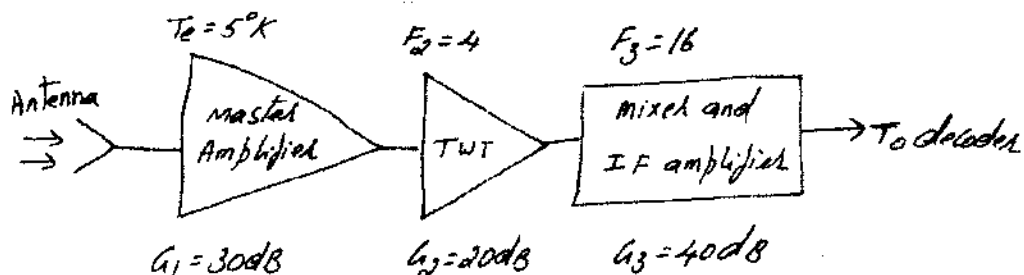 Te = 5°K
F2 = 4
F3 = 16
Antenna
Master
Amplifier
TWT
Mixer and
IF amplifier
To decoder
G1 = 30dB
G2 = 20dB
G3 = 40dB